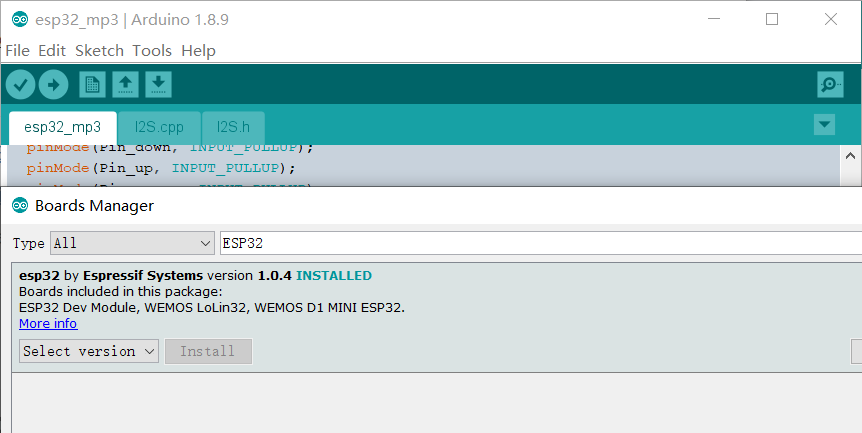 esp32_mp3 | Arduino 1.8.9
File Edit Sketch Tools Help
esp32_mp3 I2S.cpp I2S.h
pinMode(Pin_down, INPUT_PULLUP);
pinMode(Pin_up, INPUT_PULLUP);
Boards Manager
Type All ESP32
esp32 by Espressif Systems version 1.0.4 INSTALLED
Boards included in this package:
ESP32 Dev Module, WEMOS LoLin32, WEMOS D1 MINI ESP32.
More info
Select version Install